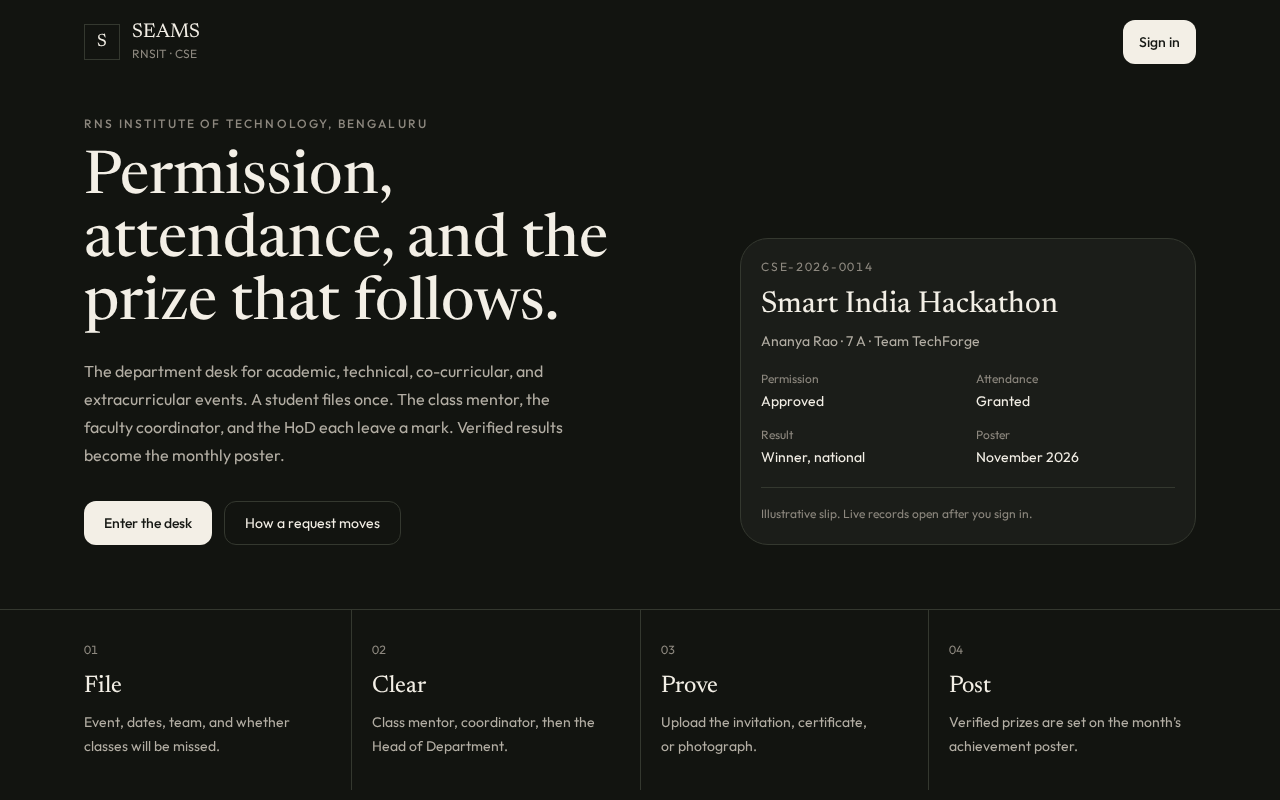 S
SEAMS
RNSIT · CSE
Sign in
RNS INSTITUTE OF TECHNOLOGY, BENGALURU
Permission,
attendance, and the
prize that follows.
The department desk for academic, technical, co-curricular, and
extracurricular events. A student files once. The class mentor, the
faculty coordinator, and the HoD each leave a mark. Verified results
become the monthly poster.
Enter the desk
How a request moves
CSE-2026-0014
Smart India Hackathon
Ananya Rao · 7 A · Team TechForge
Permission
Approved
Attendance
Granted
Result
Winner, national
Poster
November 2026
Illustrative slip. Live records open after you sign in.
01
File
Event, dates, team, and whether
classes will be missed.
02
Clear
Class mentor, coordinator, then the
Head of Department.
03
Prove
Upload the invitation, certificate,
or photograph.
04
Post
Verified prizes are set on the month's
achievement poster.